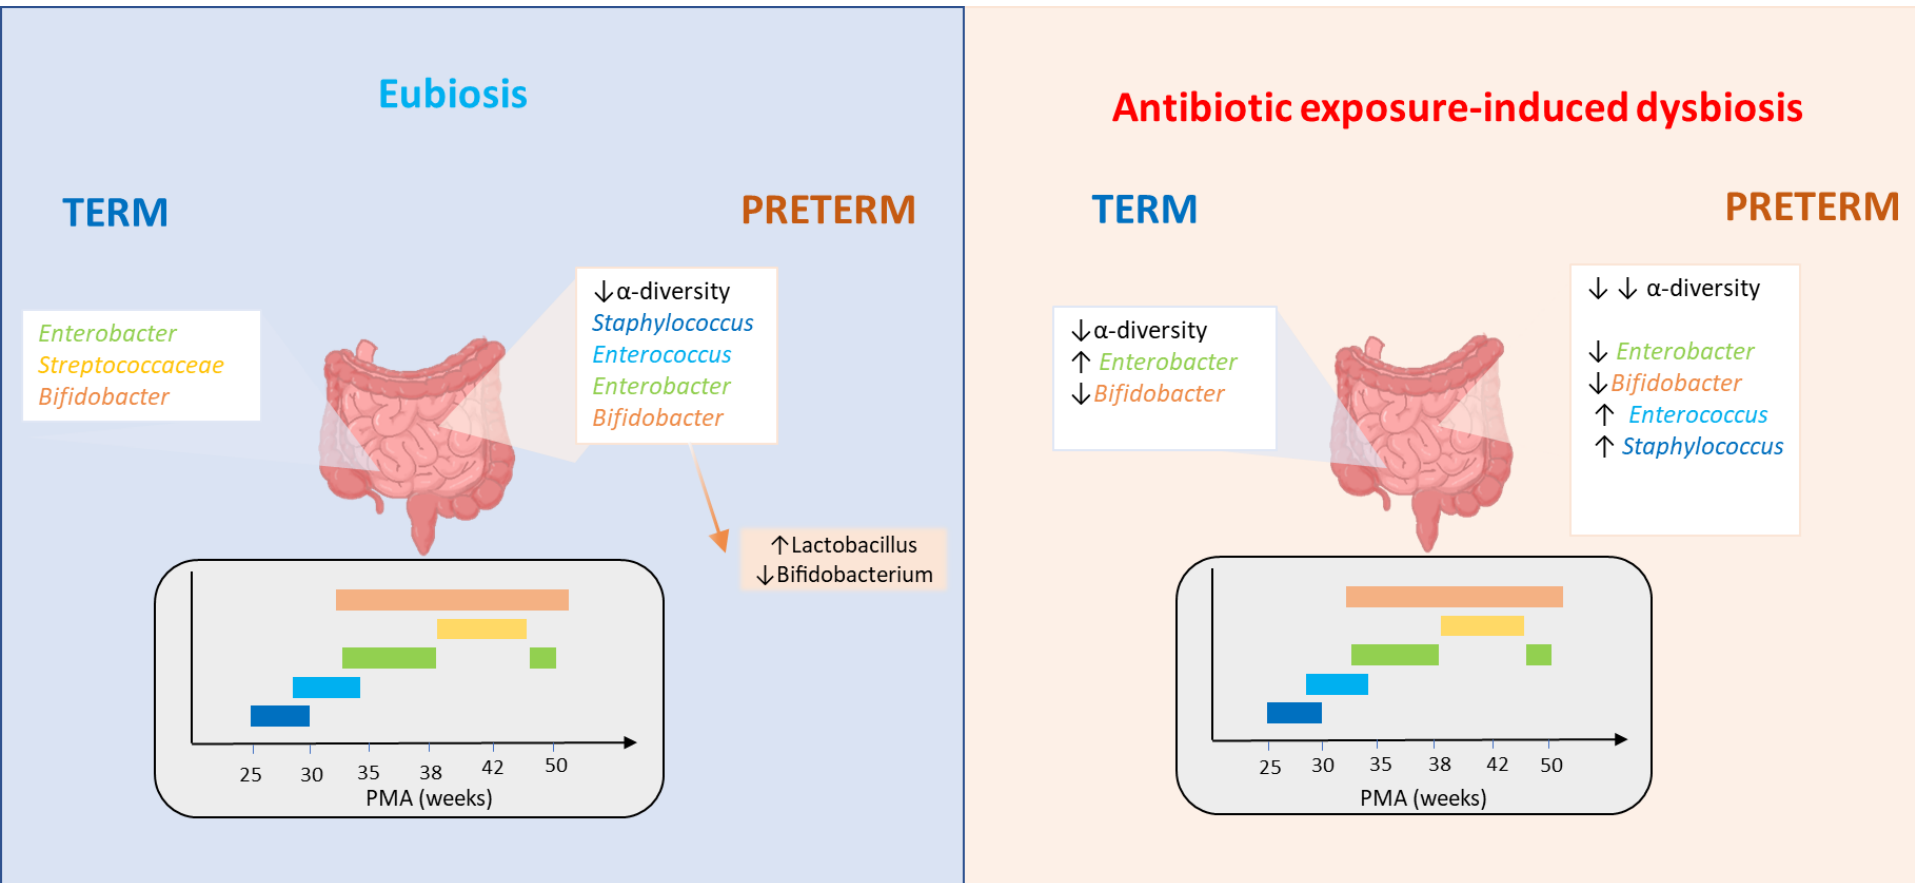 Eubiosis
TERM
PRETERM
Enterobacter
Streptococcaceae
Bifidobacter
↓α-diversity
Staphylococcus
Enterococcus
Enterobacter
Bifidobacter
↑Lactobacillus
↓Bifidobacterium
25 30 35 38 42 50
PMA (weeks)
Antibiotic exposure-induced dysbiosis
TERM
PRETERM
↓α-diversity
↑ Enterobacter
↓Bifidobacter
↓ ↓ α-diversity
↓ Enterobacter
↓Bifidobacter
↑ Enterococcus
↑ Staphylococcus
25 30 35 38 42 50
PMA (weeks)